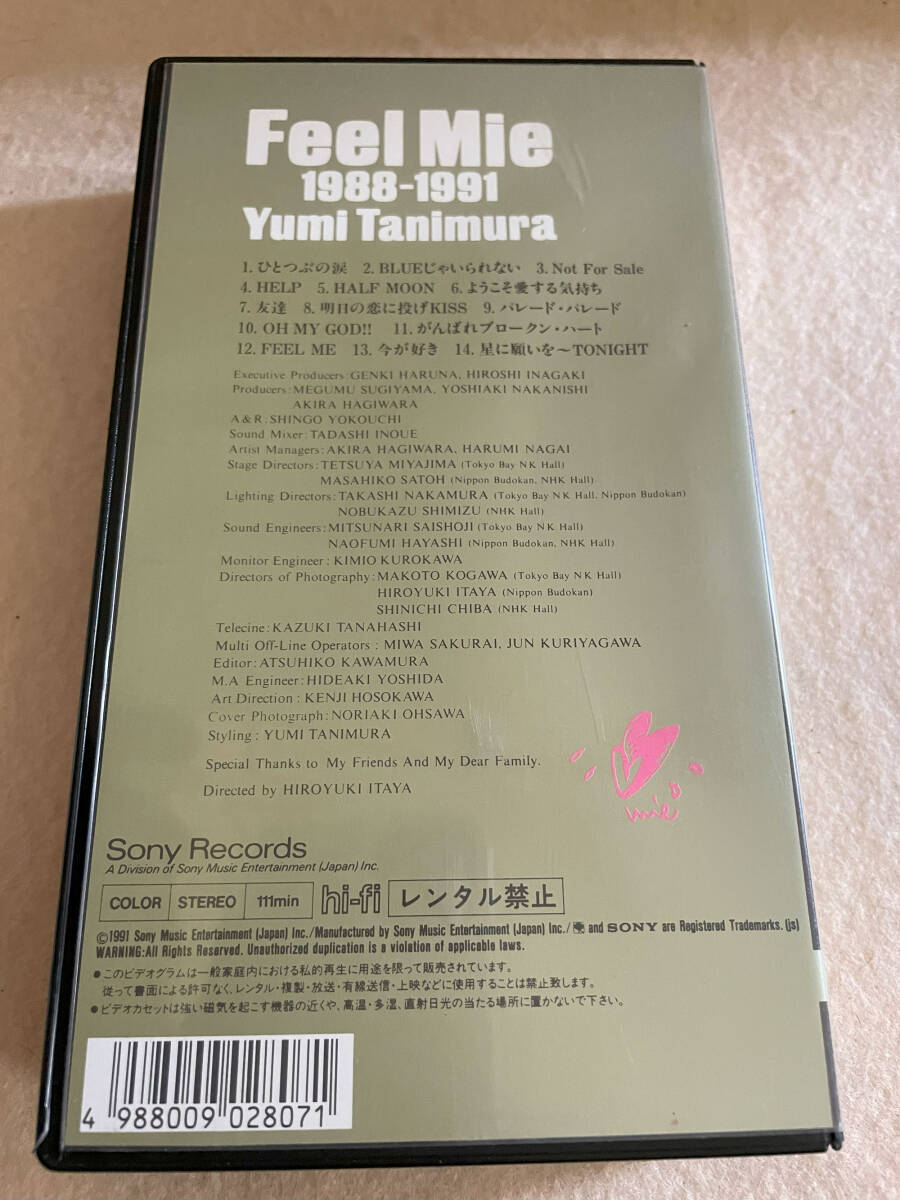 Feel Mie
1988-1991
Yumi Tanimura
1. ひとつぶの涙 2. BLUEじゃいられない 3. Not For Sale
4. HELP 5. HALF MOON 6. ようこそ愛する気持ち
7. 友達 8. 明日の恋に投げKISS 9. パレード・パレード
10. OH MY GOD!! 11. がんばれブロークン・ハート
12. FEEL ME 13. 今が好き 14. 星に願いを〜TONIGHT
Executive Producers: GENKI HARUNA, HIROSHI INAGAKI
Producers: MEGUMU SUGIYAMA, YOSHIAKI NAKANISHI
AKIRA HAGIWARA
A&R: SHINGO YOKOUCHI
Sound Mixer: TADASHI INOUE
Artist Managers: AKIRA HAGIWARA, HARUMI NAGAI
Stage Directors: TETSUYA MIYAJIMA (Tokyo Bay NK Hall)
MASAHIKO SATOH (Nippon Budokan, NHK Hall)
Lighting Directors: TAKASHI NAKAMURA (Tokyo Bay NK Hall, Nippon Budokan)
NOBUKAZU SHIMIZU (NHK Hall)
Sound Engineers: MITSUNARI SAISHOJI (Tokyo Bay NK Hall)
NAOFUMI HAYASHI (Nippon Budokan, NHK Hall)
Monitor Engineer: KIMIO KUROKAWA
Directors of Photography: MAKOTO KOGAWA (Tokyo Bay NK Hall)
HIROYUKI ITAYA (Nippon Budokan)
SHINICHI CHIBA (NHK Hall)
Telecine: KAZUKI TANAHASHI
Multi Off-Line Operators : MIWA SAKURAI, JUN KURIYAGAWA
Editor: ATSUHIKO KAWAMURA
M.A Engineer: HIDEAKI YOSHIDA
Art Direction : KENJI HOSOKAWA
Cover Photograph: NORIAKI OHSAWA
Styling : YUMI TANIMURA
Special Thanks to My Friends And My Dear Family.
Directed by HIROYUKI ITAYA
mie
Sony Records
A Division of Sony Music Entertainment (Japan) Inc.
COLOR STEREO 111min hi-fi レンタル禁止
©1991 Sony Music Entertainment (Japan) Inc./Manufactured by Sony Music Entertainment (Japan) Inc./ and SONY are Registered Trademarks. (js)
WARNING: All Rights Reserved. Unauthorized duplication is a violation of applicable laws.
●このビデオグラムは一般家庭内における私的再生に用途を限って販売されています。
従って書面による許可なく、レンタル・複製・放送・有線送信・上映などに使用することは禁止致します。
●ビデオカセットは強い磁気を起こす機器の近くや、高温・多湿、直射日光の当たる場所に置かないで下さい。
4 988009 028071